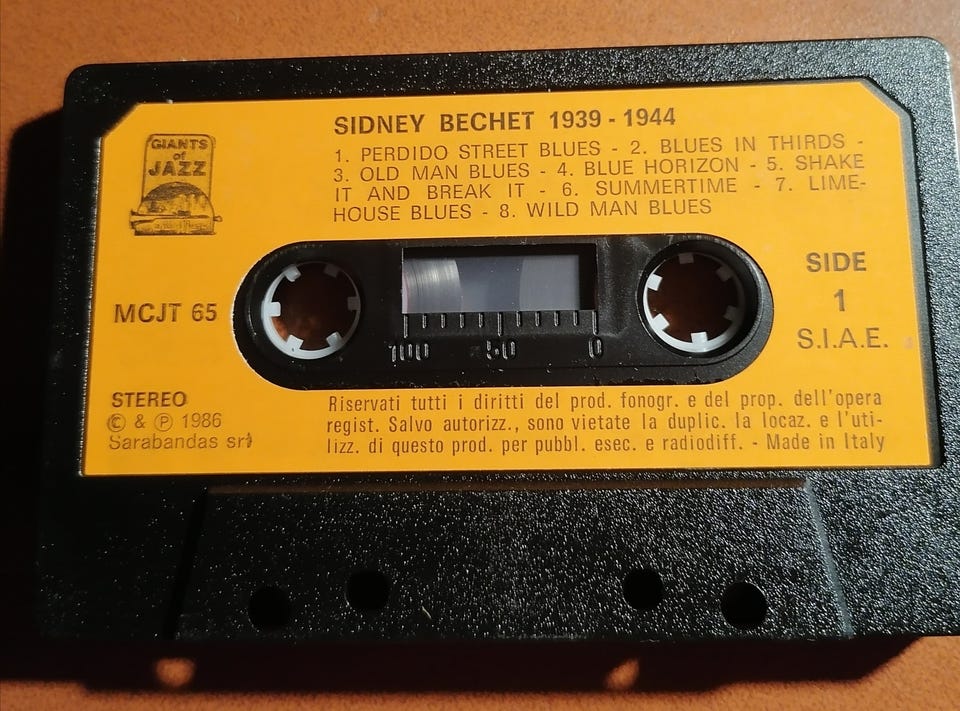 GIANTS
of
JAZZ
SIDNEY BECHET 1939 - 1944
1. PERDIDO STREET BLUES - 2. BLUES IN THIRDS -
3. OLD MAN BLUES - 4. BLUE HORIZON - 5. SHAKE
IT AND BREAK IT - 6. SUMMERTIME - 7. LIME-
HOUSE BLUES - 8. WILD MAN BLUES
MCJT 65
100 50 0
SIDE
1
S.I.A.E.
STEREO
© & ℗ 1986
Sarabandas srl
Riservati tutti i diritti del prod. fonogr. e del prop. dell'opera
regist. Salvo autorizz., sono vietate la duplic. la locaz. e l'uti-
lizz. di questo prod. per pubbl. esec. e radiodiff. - Made in Italy